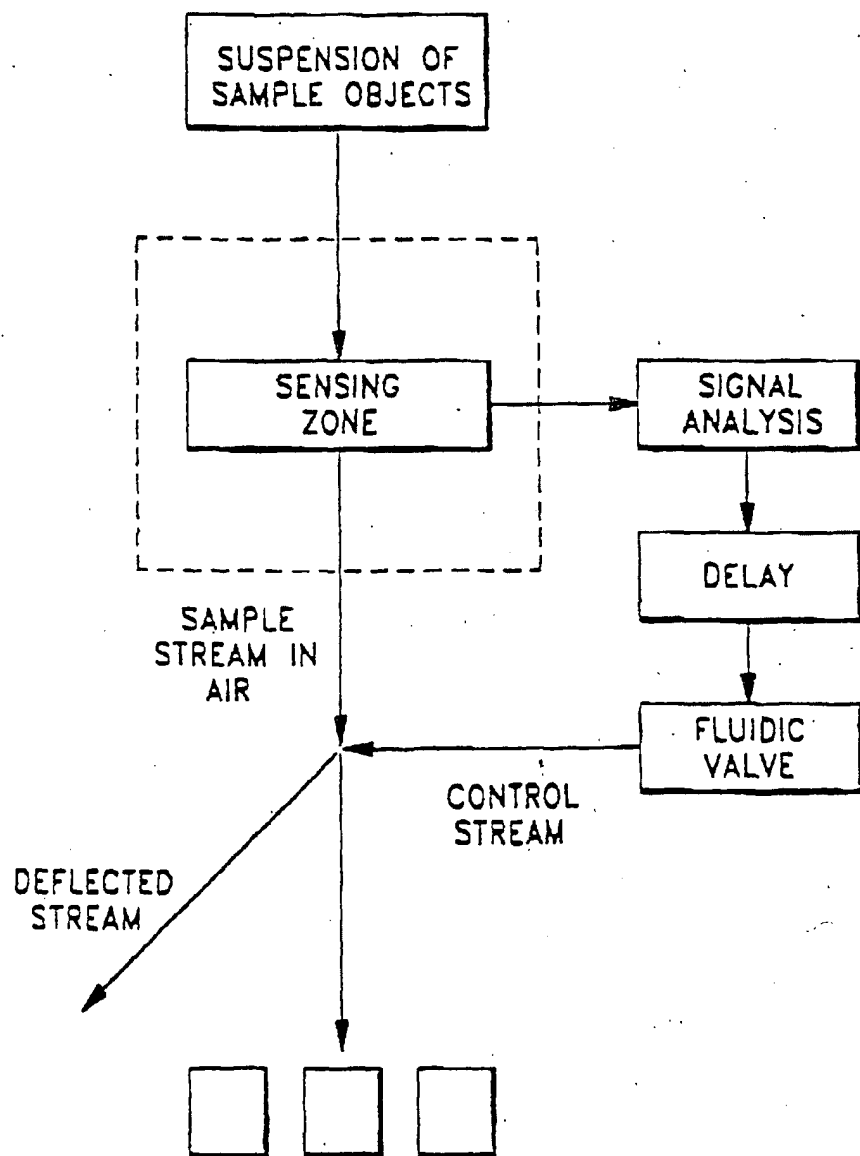 SUSPENSION OF
SAMPLE OBJECTS
SENSING
ZONE
SIGNAL
ANALYSIS
DELAY
SAMPLE
STREAM IN
AIR
FLUIDIC
VALVE
CONTROL
STREAM
DEFLECTED
STREAM